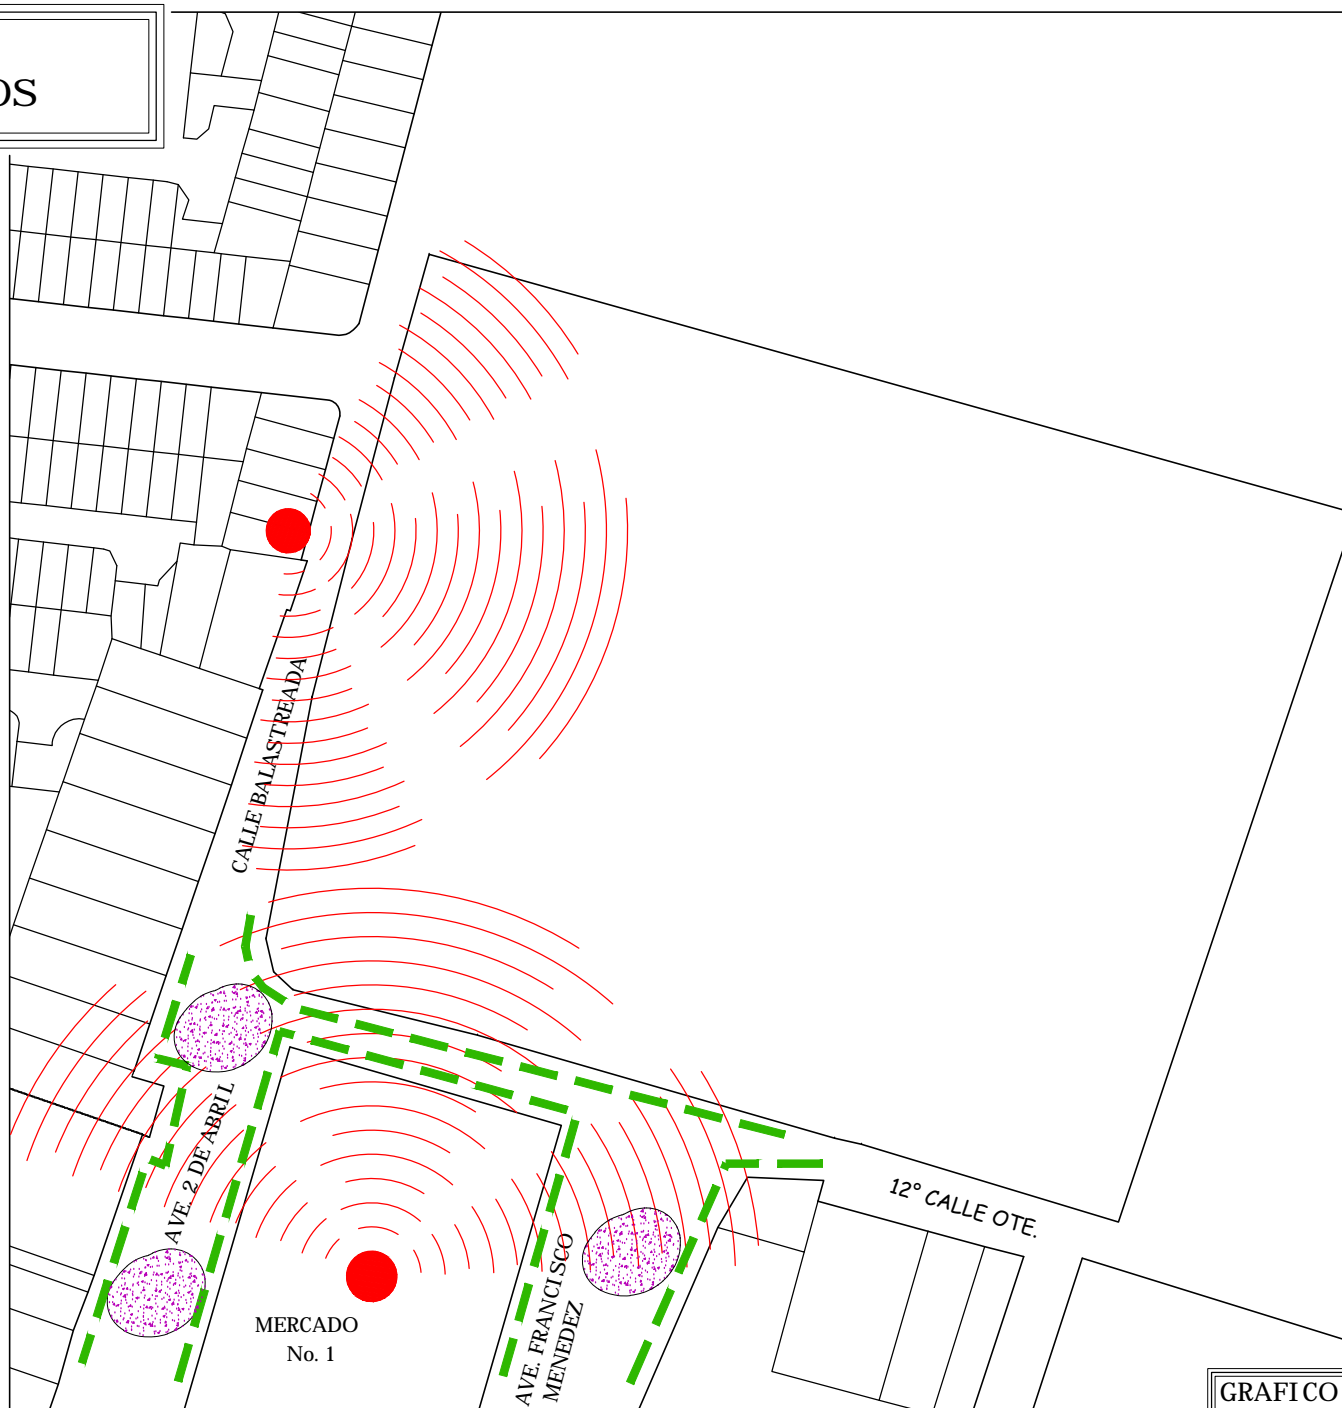 OS
CALLE BALASTREADA
AVE. 2 DE ABRIL
12° CALLE OTE.
AVE. FRANCISCO
MENEDEZ
MERCADO
No. 1
GRAFICO